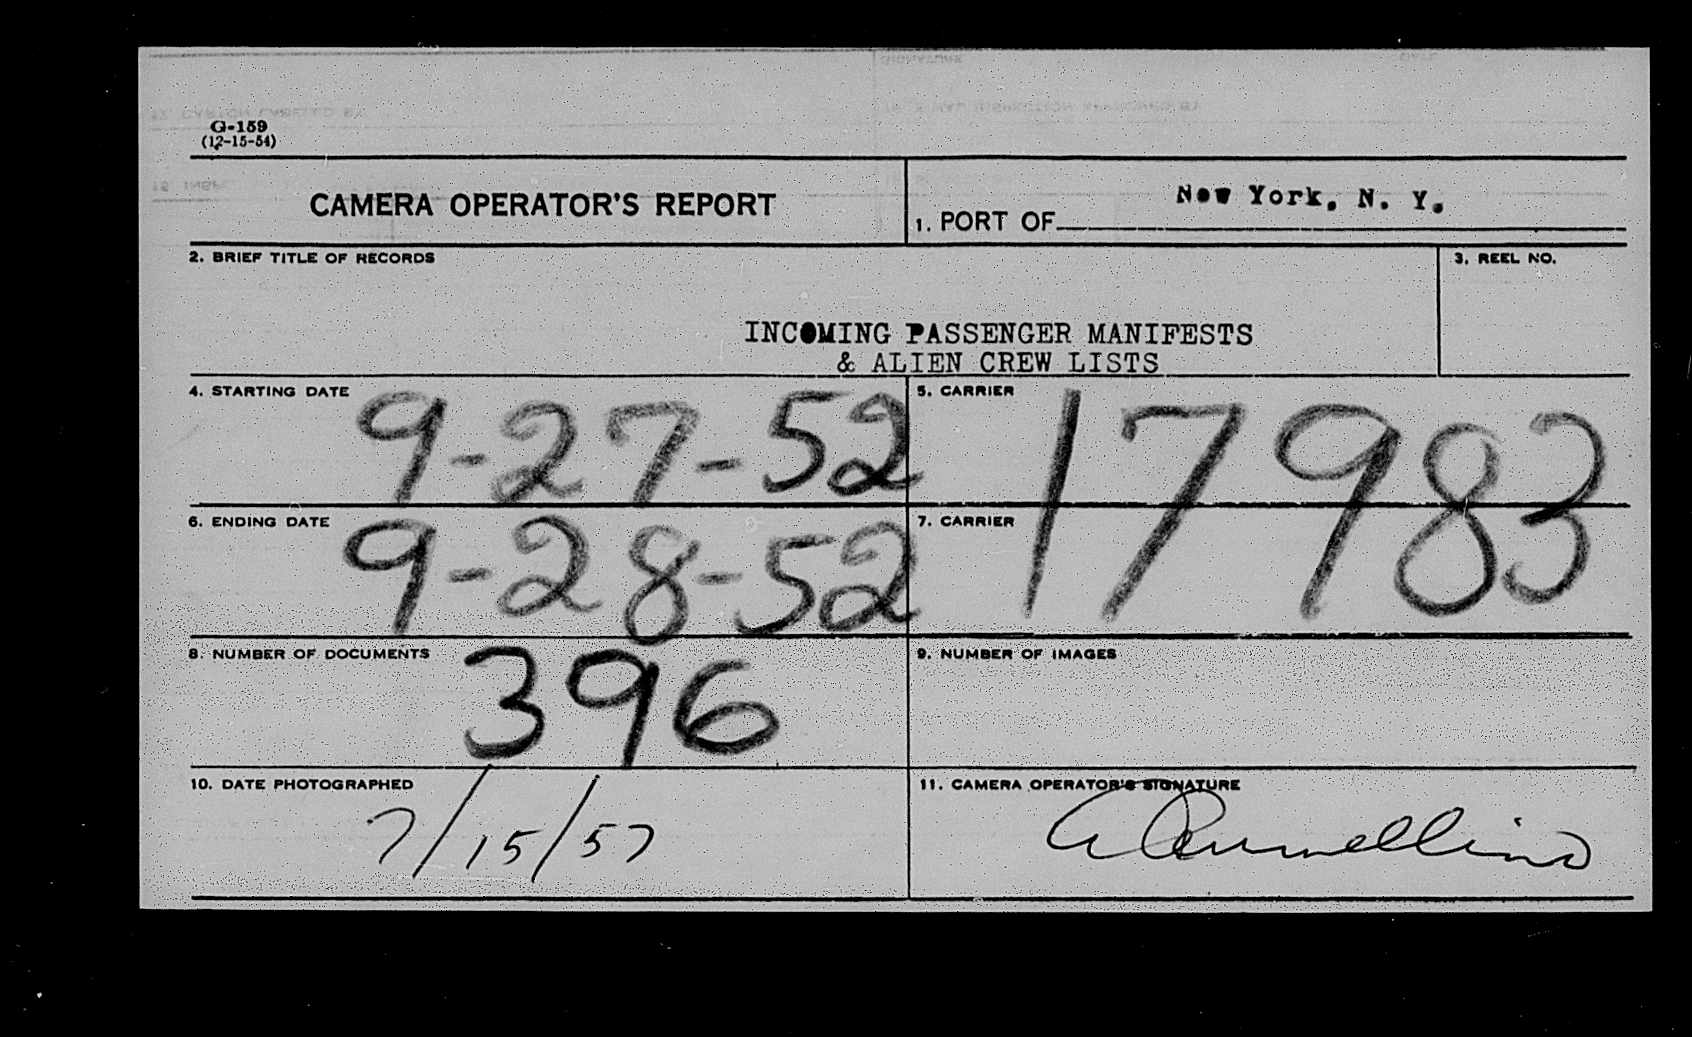 G-159
(12-15-54)
CAMERA OPERATOR'S REPORT
1. PORT OF New York, N. Y.
2. BRIEF TITLE OF RECORDS
3. REEL NO.
INCOMING PASSENGER MANIFESTS
& ALIEN CREW LISTS
4. STARTING DATE 9-27-52
5. CARRIER
17983
6. ENDING DATE 9-28-52
7. CARRIER
8. NUMBER OF DOCUMENTS 396
9. NUMBER OF IMAGES
10. DATE PHOTOGRAPHED
7/15/57
11. CAMERA OPERATOR'S SIGNATURE